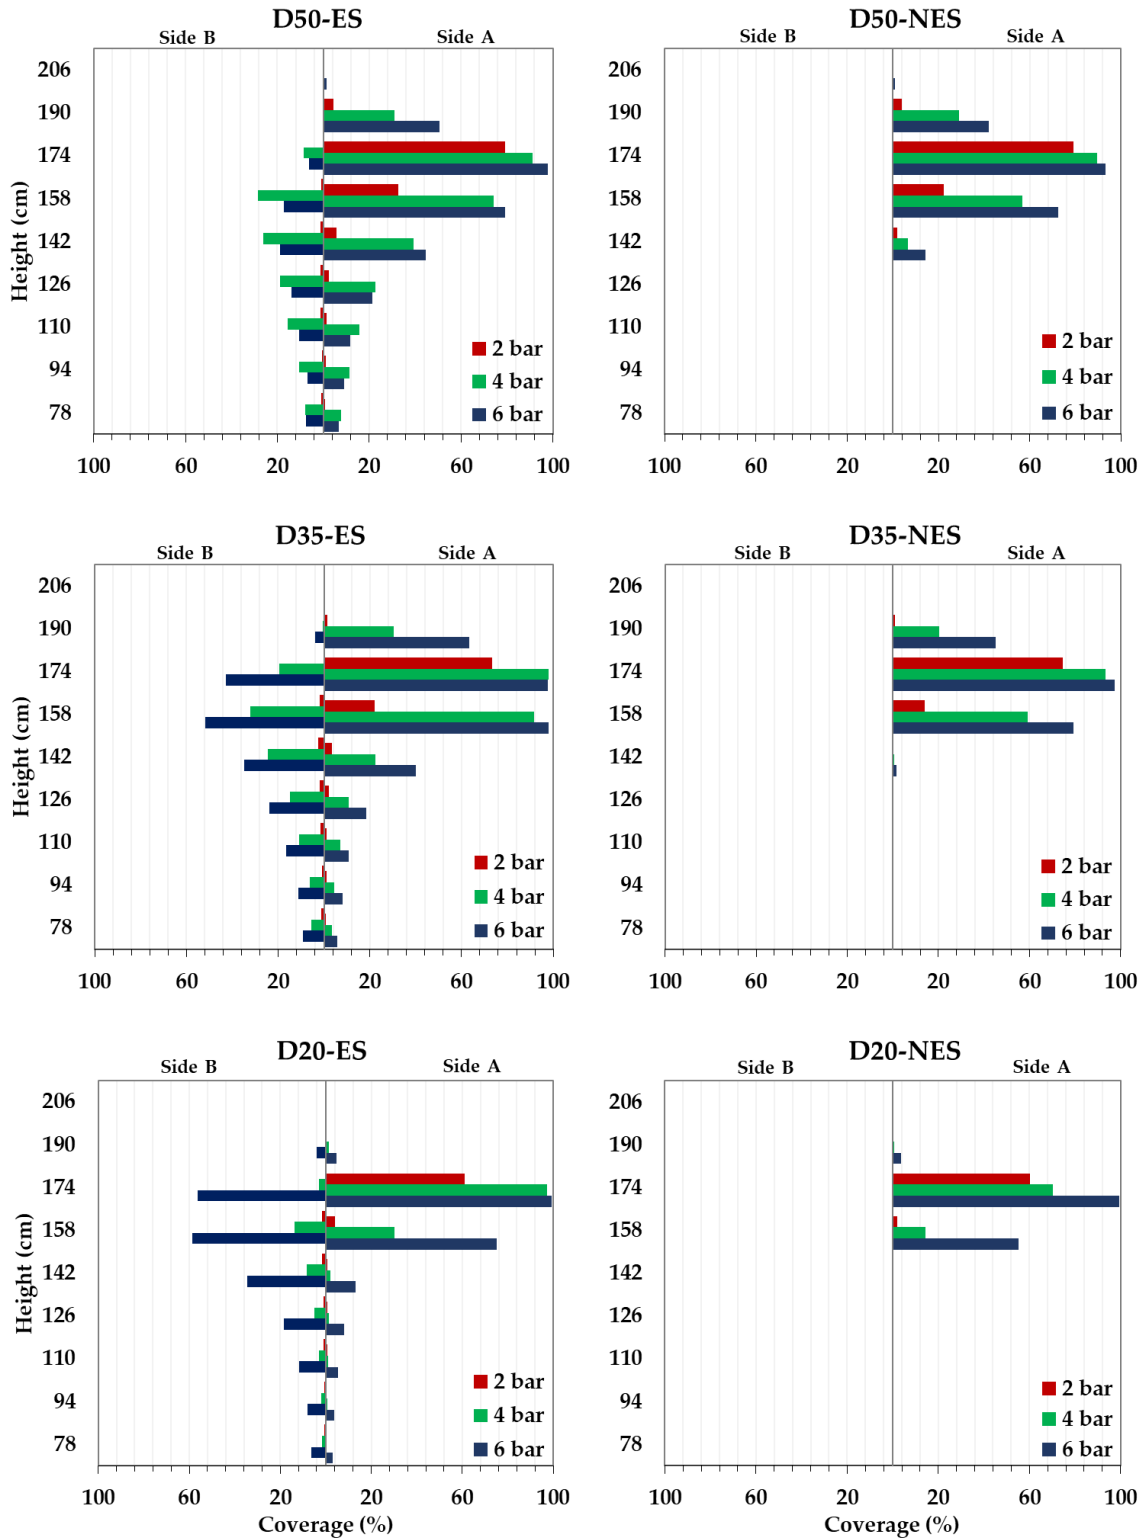 D50-ES
Side B Side A
206
190
174
158
142
126
110
94
78
Height (cm)
2 bar
4 bar
6 bar
100 60 20 20 60 100
D50-NES
Side B Side A
206
190
174
158
142
126
110
94
78
2 bar
4 bar
6 bar
100 60 20 20 60 100
D35-ES
Side B Side A
206
190
174
158
142
126
110
94
78
Height (cm)
2 bar
4 bar
6 bar
100 60 20 20 60 100
D35-NES
Side B Side A
206
190
174
158
142
126
110
94
78
2 bar
4 bar
6 bar
100 60 20 20 60 100
D20-ES
Side B Side A
206
190
174
158
142
126
110
94
78
Height (cm)
2 bar
4 bar
6 bar
100 60 20 20 60 100
Coverage (%)
D20-NES
Side B Side A
206
190
174
158
142
126
110
94
78
2 bar
4 bar
6 bar
100 60 20 20 60 100
Coverage (%)